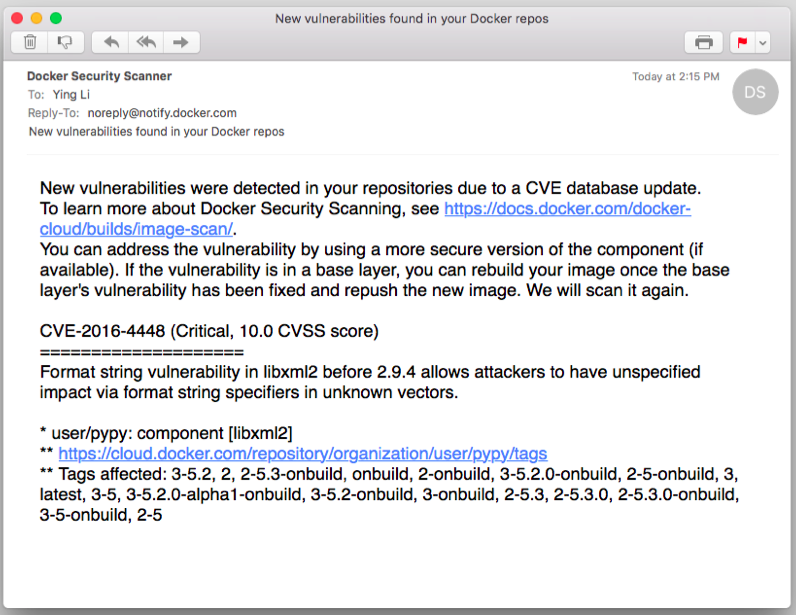 New vulnerabilities found in your Docker repos
Docker Security Scanner
Today at 2:15 PM
DS
To: Ying Li
Reply-To: noreply@notify.docker.com
New vulnerabilities found in your Docker repos
New vulnerabilities were detected in your repositories due to a CVE database update.
To learn more about Docker Security Scanning, see https://docs.docker.com/docker-
cloud/builds/image-scan/.
You can address the vulnerability by using a more secure version of the component (if
available). If the vulnerability is in a base layer, you can rebuild your image once the base
layer's vulnerability has been fixed and repush the new image. We will scan it again.
CVE-2016-4448 (Critical, 10.0 CVSS score)
====================
Format string vulnerability in libxml2 before 2.9.4 allows attackers to have unspecified
impact via format string specifiers in unknown vectors.
* user/pypy: component [libxml2]
** https://cloud.docker.com/repository/organization/user/pypy/tags
** Tags affected: 3-5.2, 2, 2-5.3-onbuild, onbuild, 2-onbuild, 3-5.2.0-onbuild, 2-5-onbuild, 3,
latest, 3-5, 3-5.2.0-alpha1-onbuild, 3-5.2-onbuild, 3-onbuild, 2-5.3, 2-5.3.0, 2-5.3.0-onbuild,
3-5-onbuild, 2-5